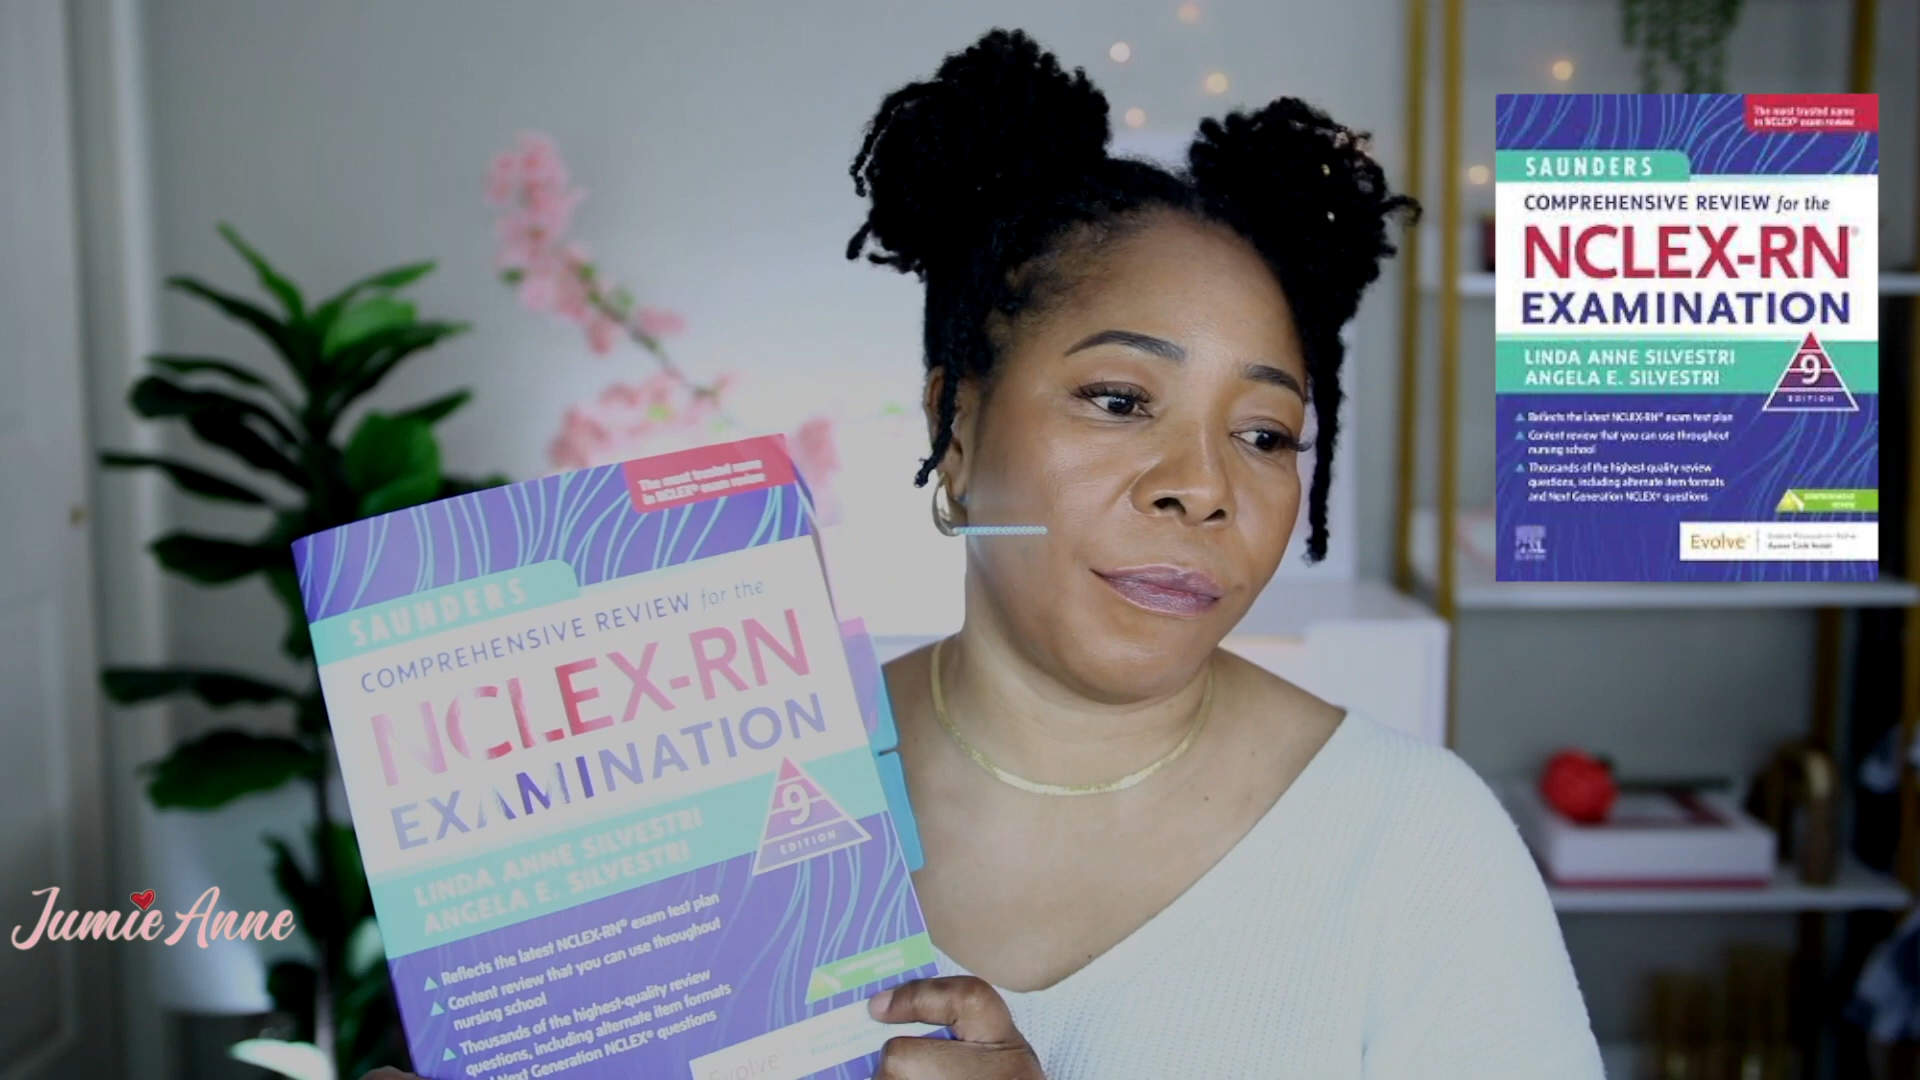 The most trusted name
in NCLEX® exam review
SAUNDERS
COMPREHENSIVE REVIEW for the
NCLEX-RN
EXAMINATION
LINDA ANNE SILVESTRI
ANGELA E. SILVESTRI
9
EDITION
Reflects the latest NCLEX-RN® exam test plan
Content review that you can use throughout
nursing school
Thousands of the highest-quality review
questions, including alternate item formats
and Next Generation NCLEX® questions
Evolve
Jumie Anne
The most trusted name
in NCLEX® exam review
SAUNDERS
COMPREHENSIVE REVIEW for the
NCLEX-RN®
EXAMINATION
LINDA ANNE SILVESTRI
ANGELA E. SILVESTRI
9
EDITION
Reflects the latest NCLEX-RN® exam test plan
Content review that you can use throughout
nursing school
Thousands of the highest-quality review
questions, including alternate item formats
and Next Generation NCLEX® questions
Evolve